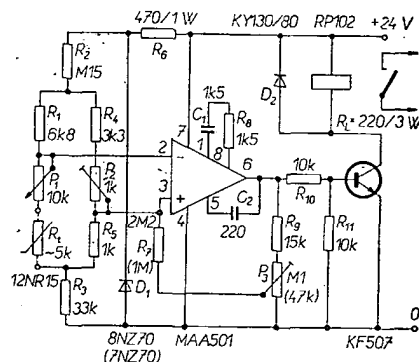 470/1 W
KY130/80
RP102
+24 V
R2
M15
R6
D2
R1
6k8
R4
3k3
1k5
C1
R8
1k5
RL=220/3 W
7
1
8
2
6
P1
10k
P2
1k
3
10k
R10
5
C2
220
2M2
4
Rt
~5k
R5
1k
R7
(1M)
R9
15k
R11
10k
12NR15
R3
33k
D1
P3
M1
(47k)
0
8NZ70
(7NZ70)
MAA501
KF507